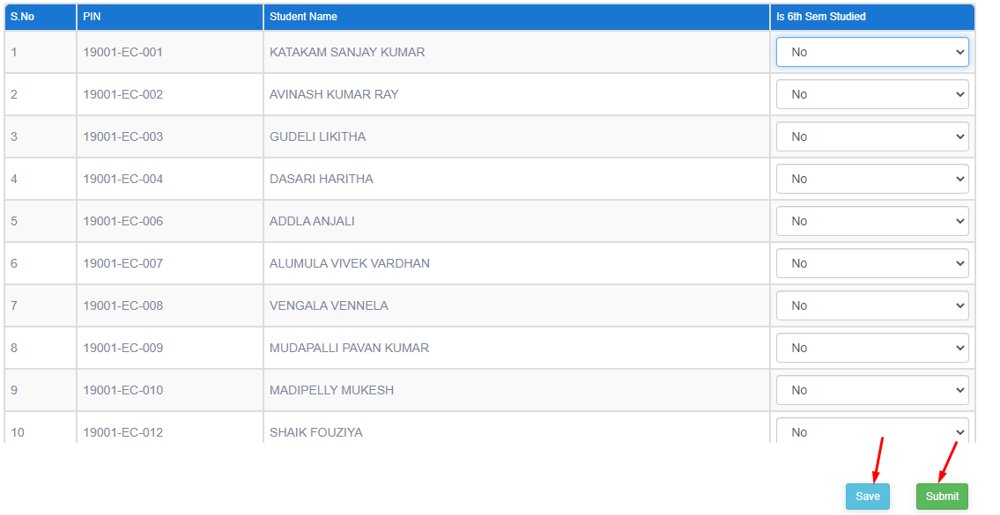 S.No PIN Student Name Is 6th Sem Studied
1 19001-EC-001 KATAKAM SANJAY KUMAR No
2 19001-EC-002 AVINASH KUMAR RAY No
3 19001-EC-003 GUDELI LIKITHA No
4 19001-EC-004 DASARI HARITHA No
5 19001-EC-006 ADDLA ANJALI No
6 19001-EC-007 ALUMULA VIVEK VARDHAN No
7 19001-EC-008 VENGALA VENNELA No
8 19001-EC-009 MUDAPALLI PAVAN KUMAR No
9 19001-EC-010 MADIPELLY MUKESH No
10 19001-EC-012 SHAIK FOUZIYA No
Save Submit